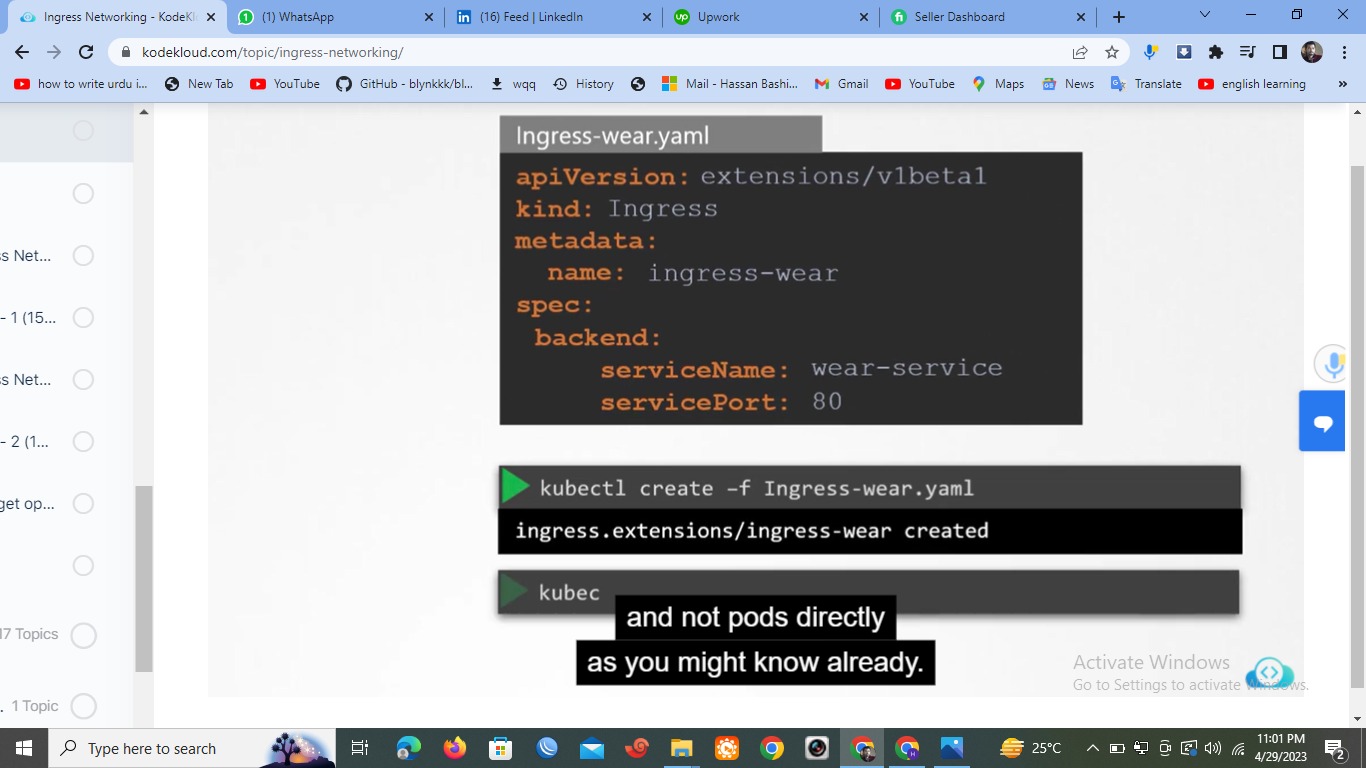 Ingress Networking - KodeKl
(1) WhatsApp
(16) Feed | LinkedIn
Upwork
Seller Dashboard
kodekloud.com/topic/ingress-networking/
how to write urdu i...
New Tab
YouTube
GitHub - blynkkk/bl...
wqq
History
Mail - Hassan Bashi...
Gmail
YouTube
Maps
News
Translate
english learning
»
s Net...
- 1 (15...
s Net...
- 2 (1...
get op...
17 Topics
. 1 Topic
Ingress-wear.yaml
apiVersion: extensions/v1beta1
kind: Ingress
metadata:
name: ingress-wear
spec:
backend:
serviceName: wear-service
servicePort: 80
kubectl create –f Ingress-wear.yaml
ingress.extensions/ingress-wear created
kubec
and not pods directly
as you might know already.
Activate Windows
Go to Settings to activate Windows.
Type here to search
25°C
11:01 PM
4/29/2023
2